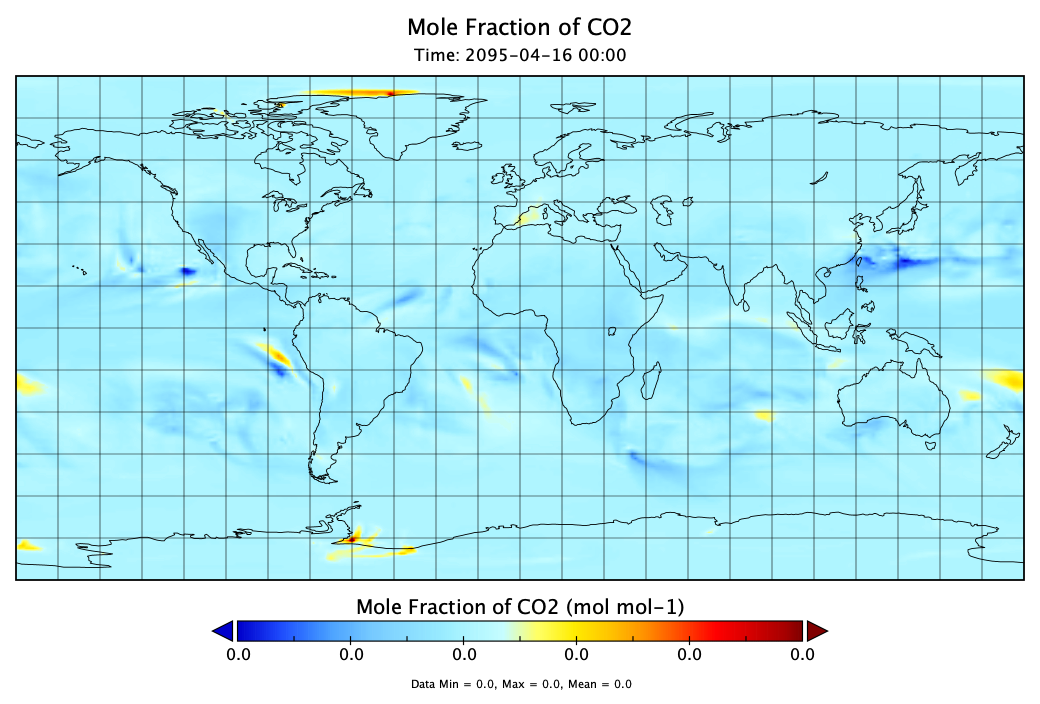 Mole Fraction of CO2
Time: 2095-04-16 00:00
Mole Fraction of CO2 (mol mol-1)
0.0 0.0 0.0 0.0 0.0 0.0
Data Min = 0.0, Max = 0.0, Mean = 0.0